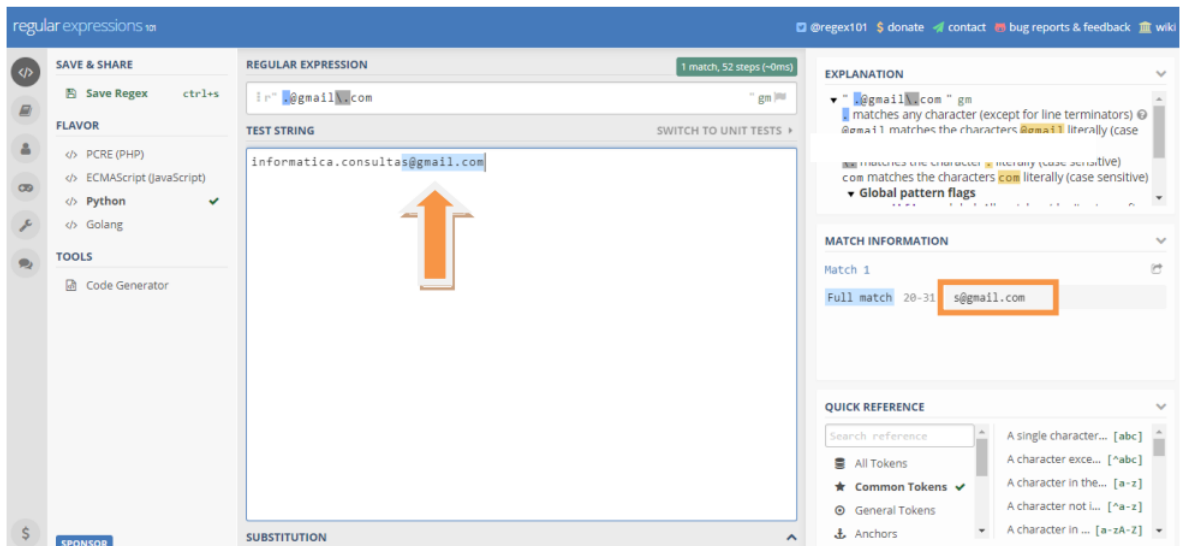 regular expressions 101
@regex101 $ donate contact bug reports & feedback wiki
SAVE & SHARE
Save Regex ctrl+s
FLAVOR
</> PCRE (PHP)
</> ECMAScript (JavaScript)
</> Python
</> Golang
TOOLS
Code Generator
SPONSOR
REGULAR EXPRESSION
1 match, 52 steps (~0ms)
r" .@gmail\.com " gm
TEST STRING
SWITCH TO UNIT TESTS
informatica.consultas@gmail.com
SUBSTITUTION
EXPLANATION
" .@gmail\.com " gm
. matches any character (except for line terminators)
@gmail matches the characters @gmail literally (case
\. matches the character . literally (case sensitive)
com matches the characters com literally (case sensitive)
Global pattern flags
MATCH INFORMATION
Match 1
Full match 20-31 s@gmail.com
QUICK REFERENCE
Search reference
All Tokens
Common Tokens
General Tokens
Anchors
A single character... [abc]
A character exce... [^abc]
A character in the... [a-z]
A character not i... [^a-z]
A character in ... [a-zA-Z]